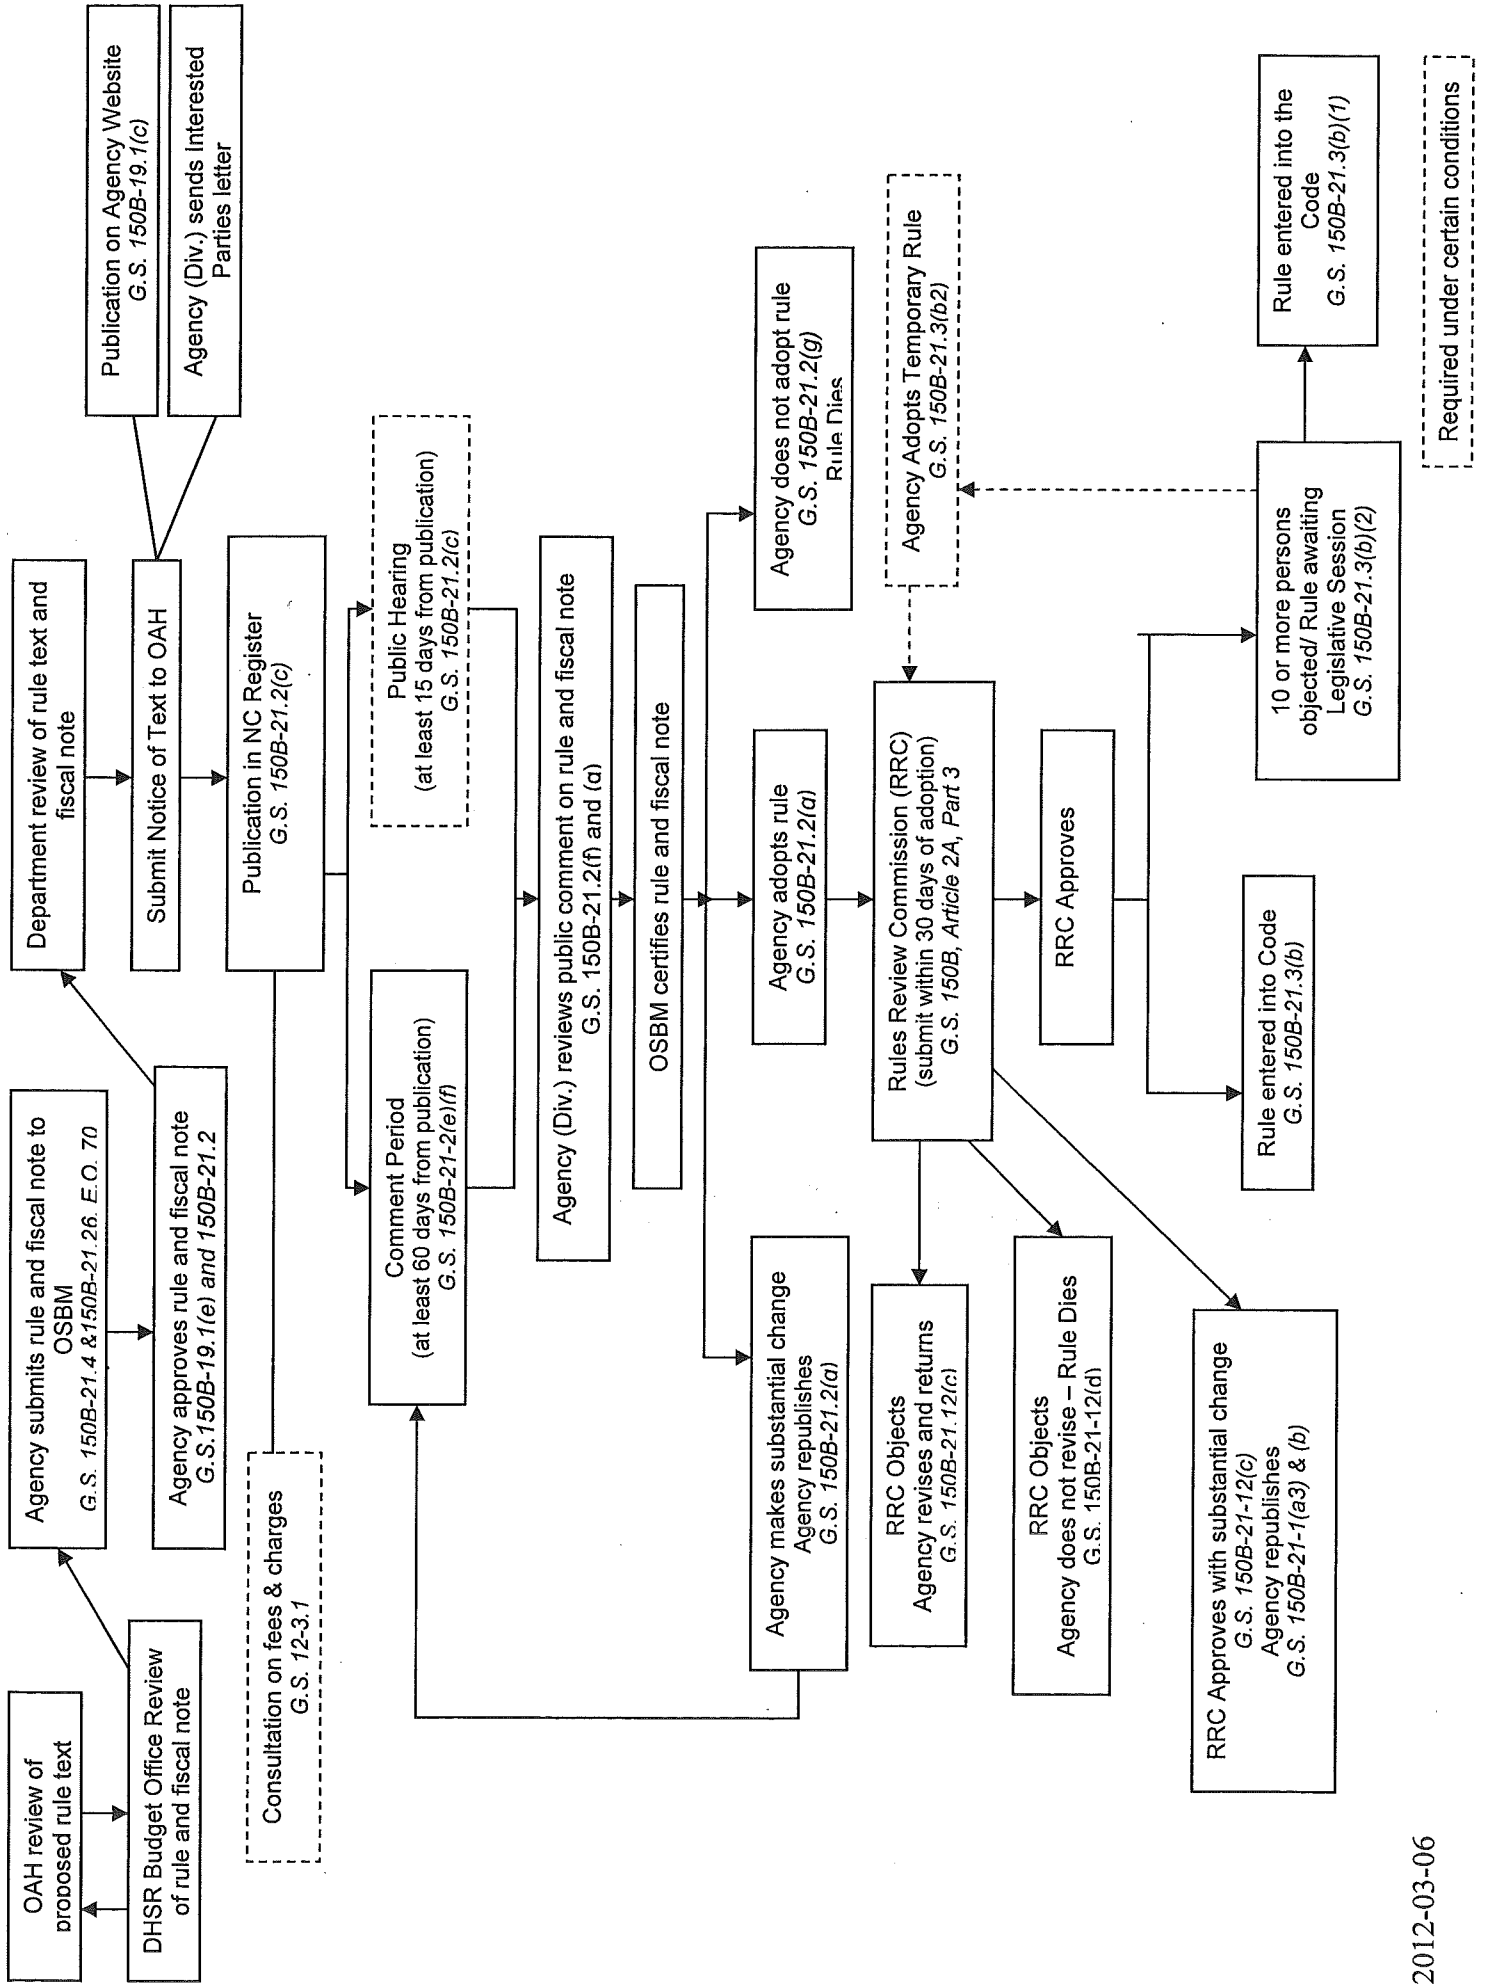 OAH review of
proposed rule text
DHSR Budget Office Review
of rule and fiscal note
Agency submits rule and fiscal note to
OSBM
G.S. 150B-21.4 &150B-21.26. E.O. 70
Agency approves rule and fiscal note
G.S.150B-19.1(e) and 150B-21.2
Department review of rule text and
fiscal note
Submit Notice of Text to OAH
Publication on Agency Website
G.S. 150B-19.1(c)
Agency (Div.) sends Interested
Parties letter
Consultation on fees & charges
G.S. 12-3.1
Publication in NC Register
G.S. 150B-21.2(c)
Comment Period
(at least 60 days from publication)
G.S. 150B-21-2(e)(f)
Public Hearing
(at least 15 days from publication)
G.S. 150B-21.2(c)
Agency (Div.) reviews public comment on rule and fiscal note
G.S. 150B-21.2(f) and (g)
OSBM certifies rule and fiscal note
Agency makes substantial change
Agency republishes
G.S. 150B-21.2(g)
Agency adopts rule
G.S. 150B-21.2(g)
Agency does not adopt rule
G.S. 150B-21.2(g)
Rule Dies
RRC Objects
Agency revises and returns
G.S. 150B-21.12(c)
Rules Review Commission (RRC)
(submit within 30 days of adoption)
G.S. 150B, Article 2A, Part 3
Agency Adopts Temporary Rule
G.S. 150B-21.3(b2)
RRC Objects
Agency does not revise – Rule Dies
G.S. 150B-21-12(d)
RRC Approves
RRC Approves with substantial change
G.S. 150B-21-12(c)
Agency republishes
G.S. 150B-21-1(a3) & (b)
Rule entered into Code
G.S. 150B-21.3(b)
10 or more persons
objected/ Rule awaiting
Legislative Session
G.S. 150B-21.3(b)(2)
Rule entered into the
Code
G.S. 150B-21.3(b)(1)
Required under certain conditions
2012-03-06